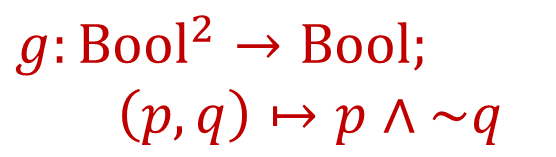 g: Bool² → Bool;
(p, q) ↦ p ∧ ~q